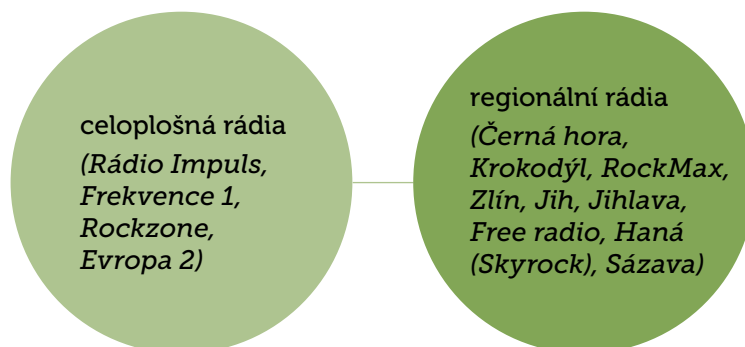 celoplošná rádia
(Rádio Impuls,
Frekvence 1,
Rockzone,
Evropa 2)
regionální rádia
(Černá hora,
Krokodýl, RockMax,
Zlín, Jih, Jihlava,
Free radio, Haná
(Skyrock), Sázava)